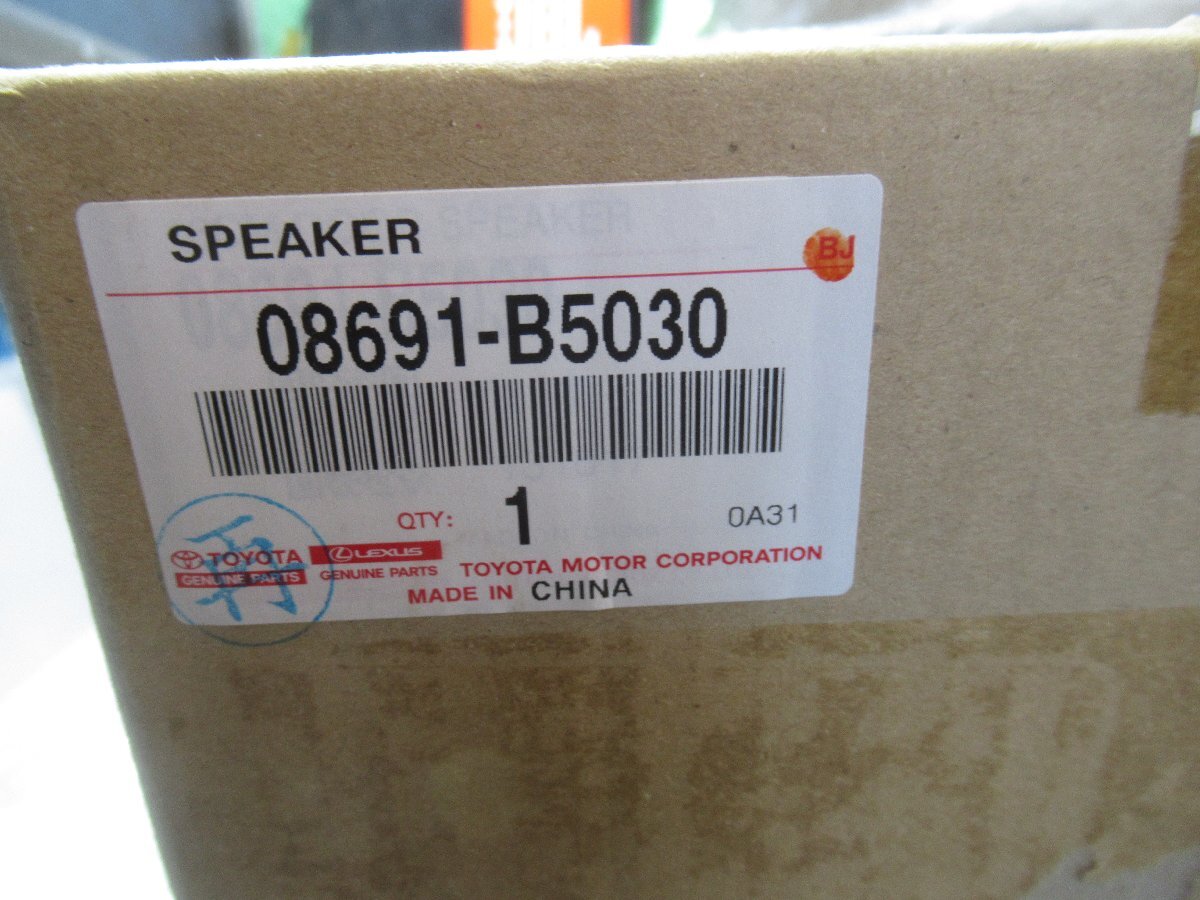 SPEAKER
BJ
08691-B5030
QTY: 1 0A31
TOYOTA LEXUS
GENUINE PARTS GENUINE PARTS TOYOTA MOTOR CORPORATION
MADE IN CHINA
再